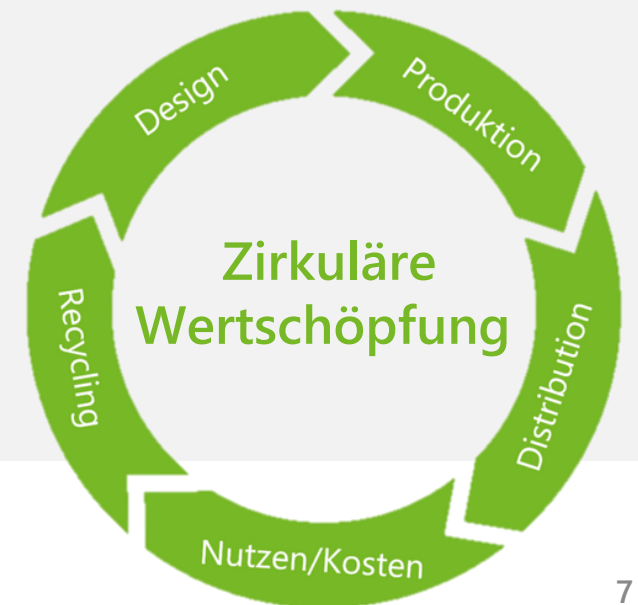 Design
Produktion
Zirkuläre
Wertschöpfung
Recycling
Distribution
Nutzen/Kosten
7